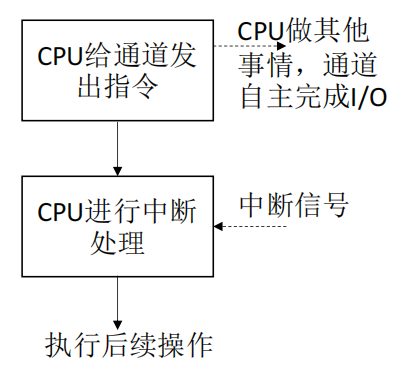 CPU给通道发
出指令
CPU做其他
事情，通道
自主完成I/O
CPU进行中断
处理
中断信号
执行后续操作